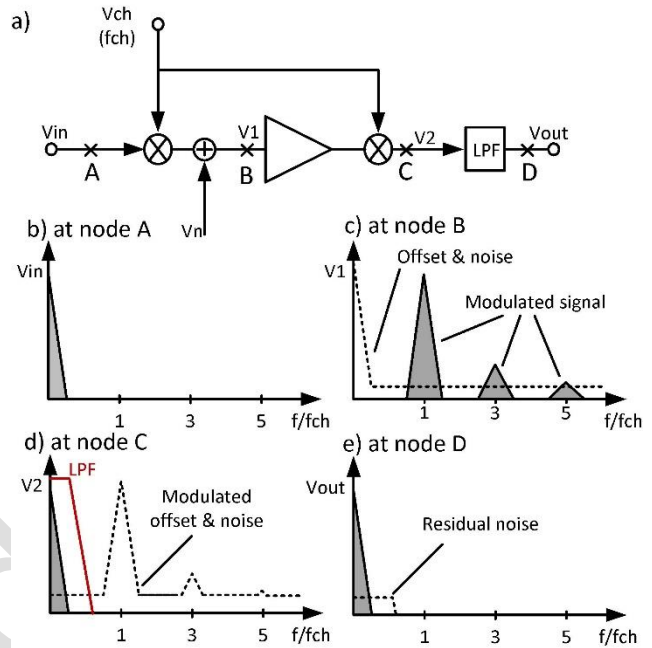 a)
Vch
(fch)
Vin
A
V1
B
C
V2
LPF
Vout
D
Vn
b) at node A
Vin
1 3 5 f/fch
c) at node B
V1
Offset & noise
Modulated signal
1 3 5 f/fch
d) at node C
V2
LPF
Modulated
offset & noise
1 3 5 f/fch
e) at node D
Vout
Residual noise
1 3 5 f/fch